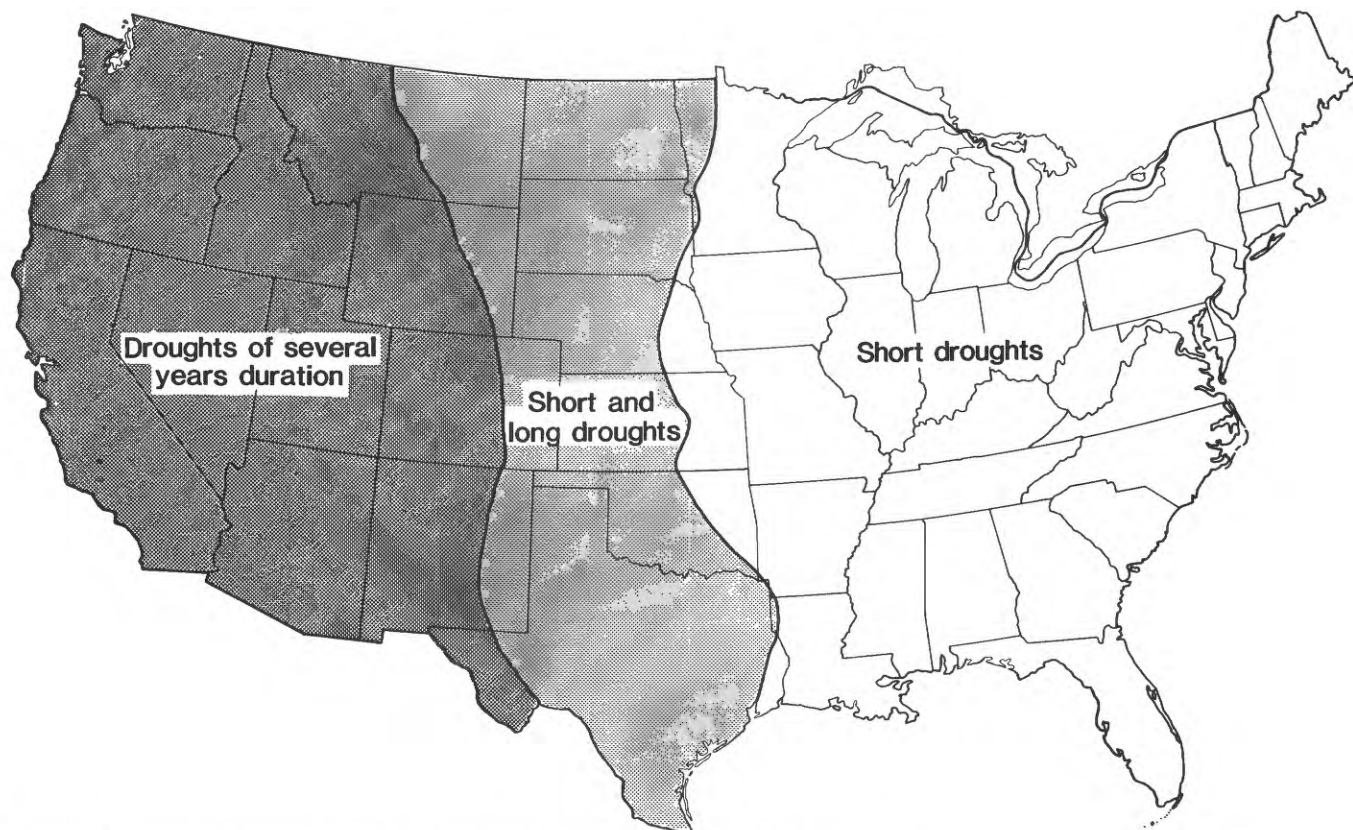 Droughts of several
years duration
Short and
long droughts
Short droughts